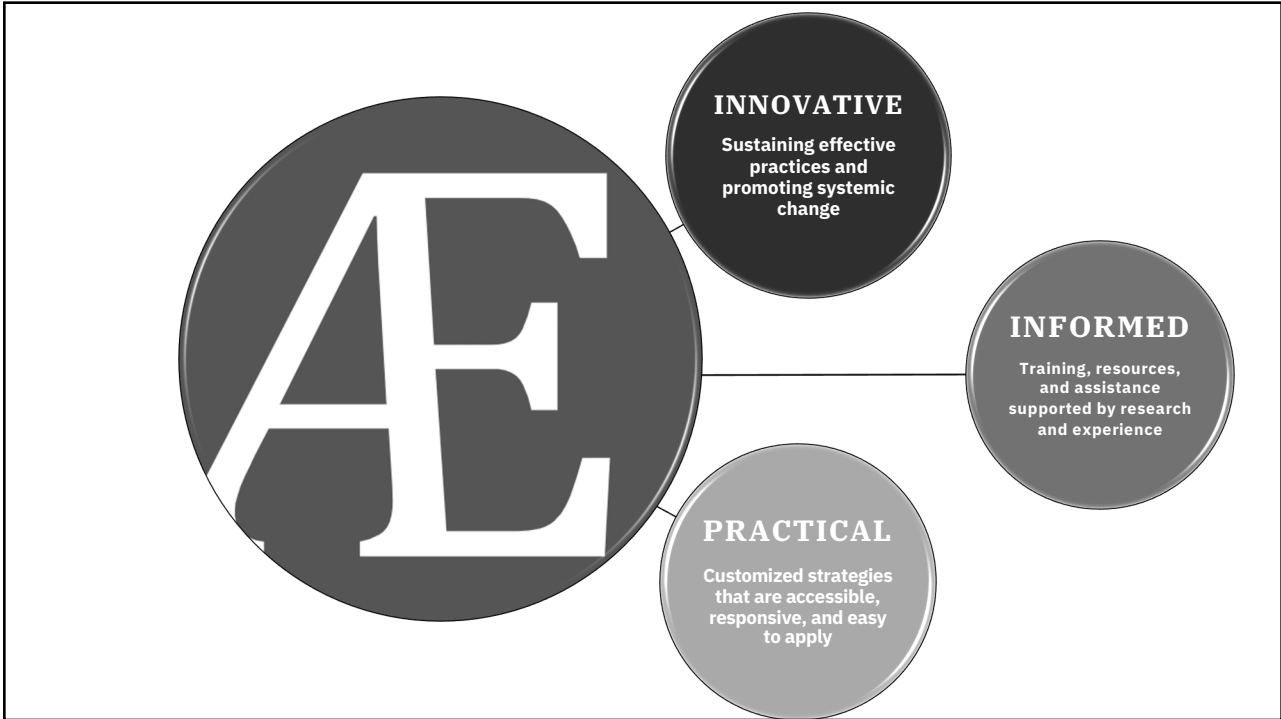 Æ
INNOVATIVE
Sustaining effective
practices and
promoting systemic
change
INFORMED
Training, resources,
and assistance
supported by research
and experience
PRACTICAL
Customized strategies
that are accessible,
responsive, and easy
to apply